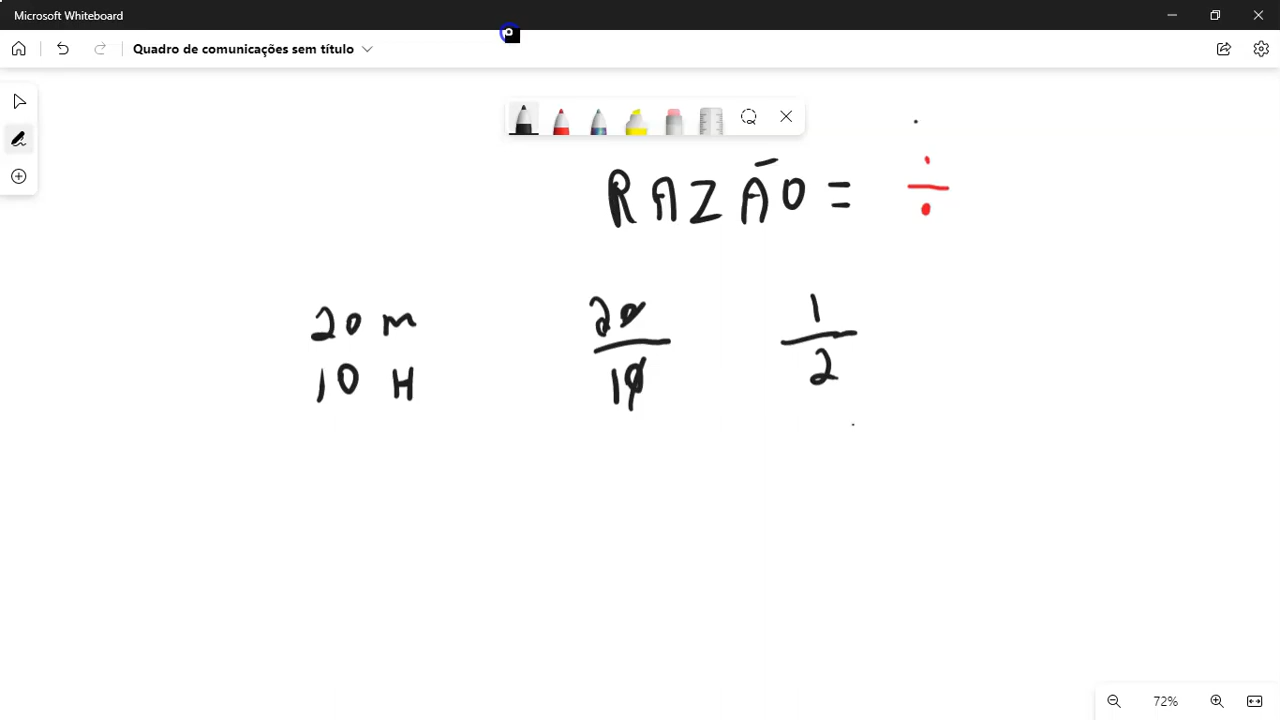 Microsoft Whiteboard
Quadro de comunicações sem título
RAZÃO = ÷
20 m 20 1
10 H 10 2
72%